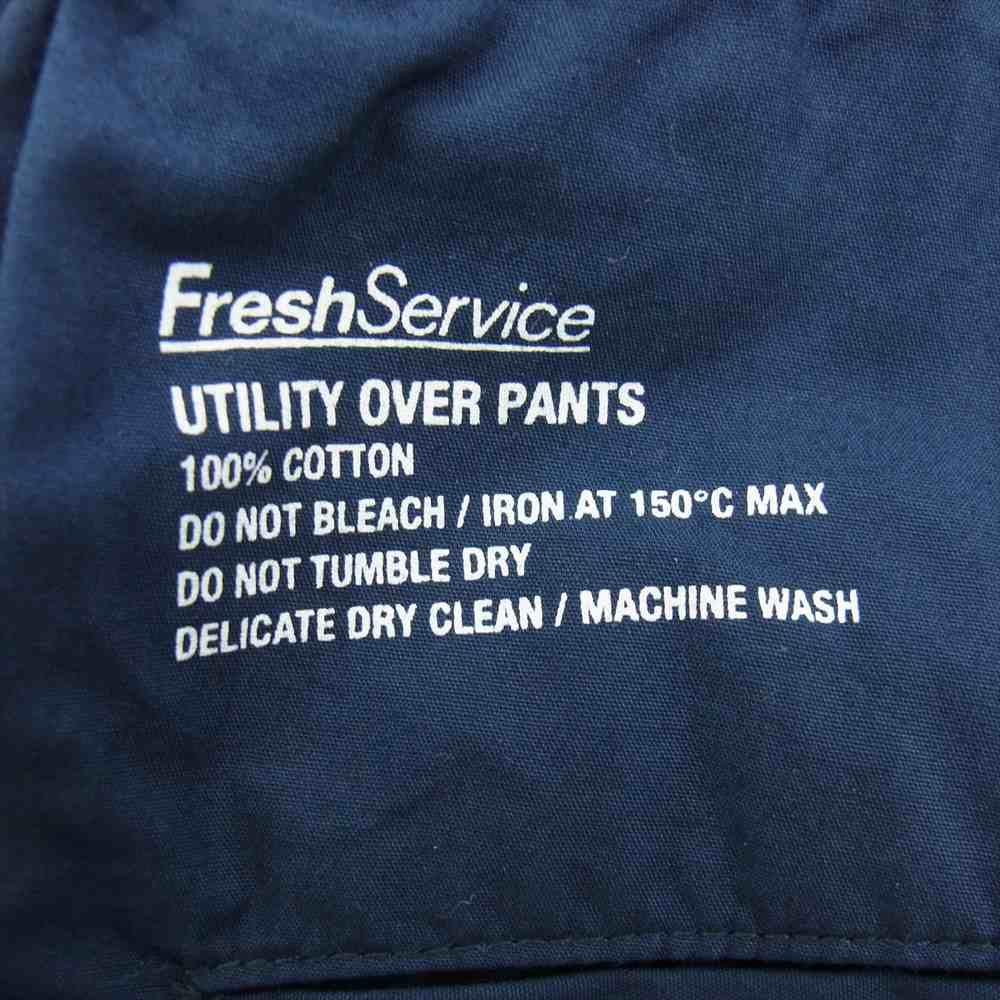 FreshService
UTILITY OVER PANTS
100% COTTON
DO NOT BLEACH / IRON AT 150°C MAX
DO NOT TUMBLE DRY
DELICATE DRY CLEAN / MACHINE WASH